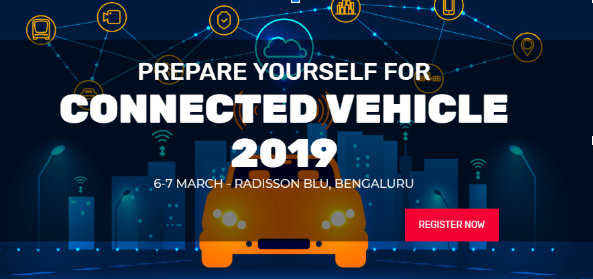 PREPARE YOURSELF FOR
CONNECTED VEHICLE
2019
6-7 MARCH - RADISSON BLU, BENGALURU
REGISTER NOW